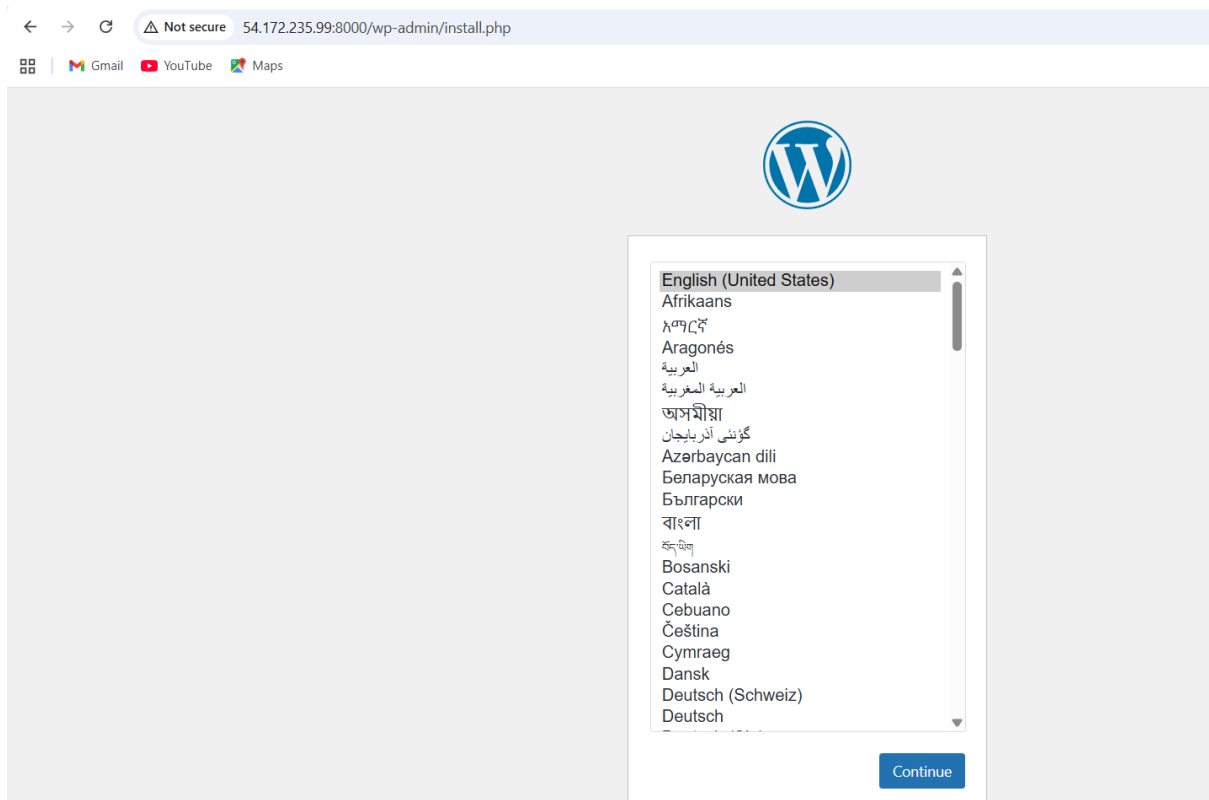 Not secure 54.172.235.99:8000/wp-admin/install.php
Gmail YouTube Maps
English (United States)
Afrikaans
አማርኛ
Aragonés
العربية
العربية المغربية
অসমীয়া
گؤنئی آذربایجان
Azərbaycan dili
Беларуская мова
Български
বাংলা
བོད་ཡིག
Bosanski
Català
Cebuano
Čeština
Cymraeg
Dansk
Deutsch (Schweiz)
Deutsch
Continue